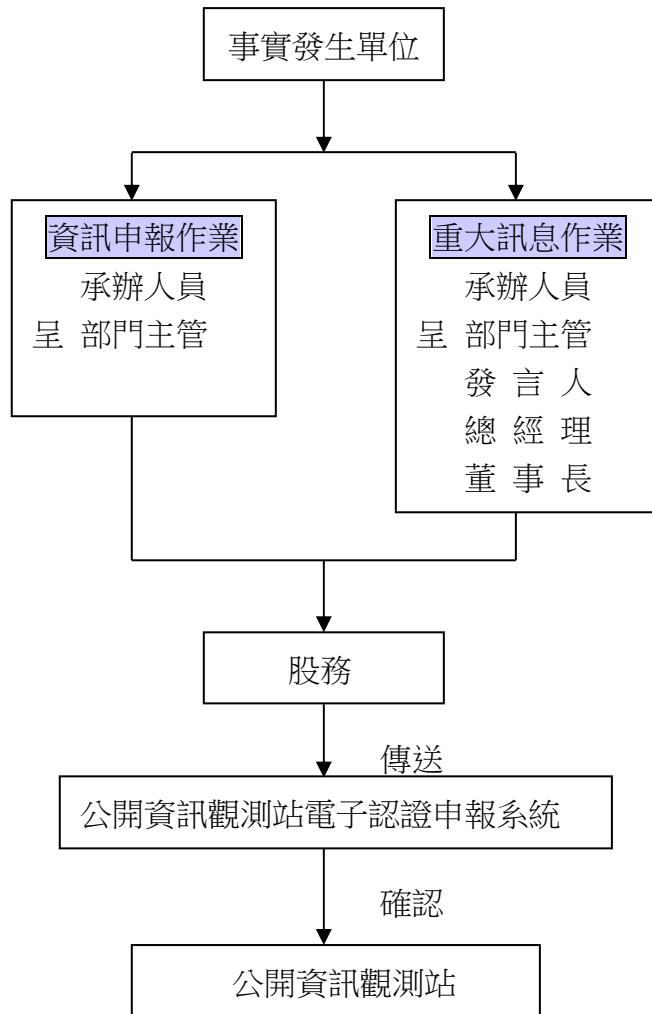 事實發生單位
資訊申報作業
承辦人員
呈 部門主管
重大訊息作業
承辦人員
呈 部門主管
發 言 人
總 經 理
董 事 長
股務
傳送
公開資訊觀測站電子認證申報系統
確認
公開資訊觀測站